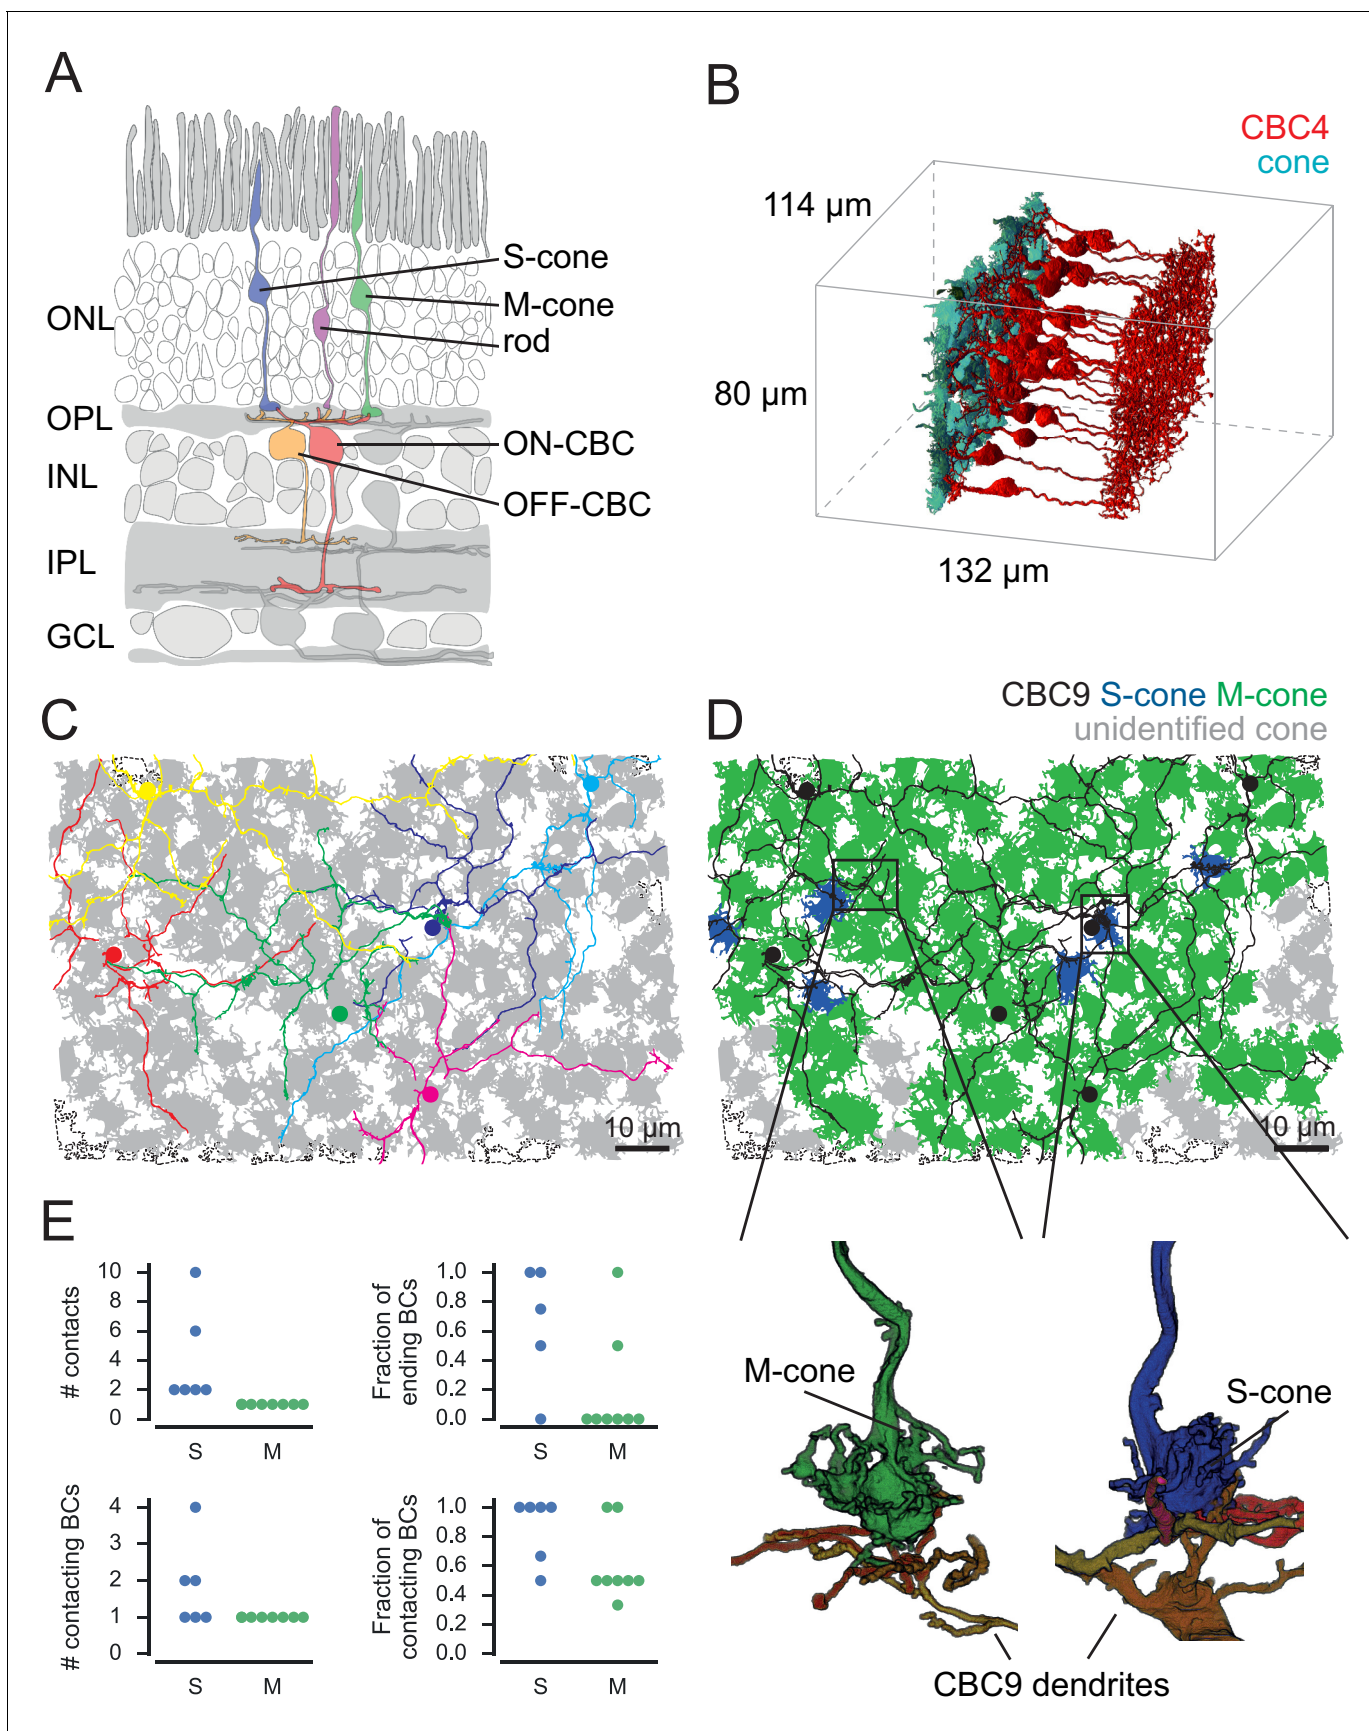 A
S-cone
M-cone
rod
ONL
OPL
INL
IPL
GCL
ON-CBC
OFF-CBC
B
CBC4
cone
114 µm
80 µm
132 µm
C
10 µm
D
CBC9 S-cone M-cone
unidentified cone
10 µm
M-cone
S-cone
CBC9 dendrites
E
# contacts
10
8
6
4
2
0
S M
Fraction of
ending BCs
1.0
0.8
0.6
0.4
0.2
0.0
S M
# contacting BCs
4
3
2
1
0
S M
Fraction of
contacting BCs
1.0
0.8
0.6
0.4
0.2
0.0
S M